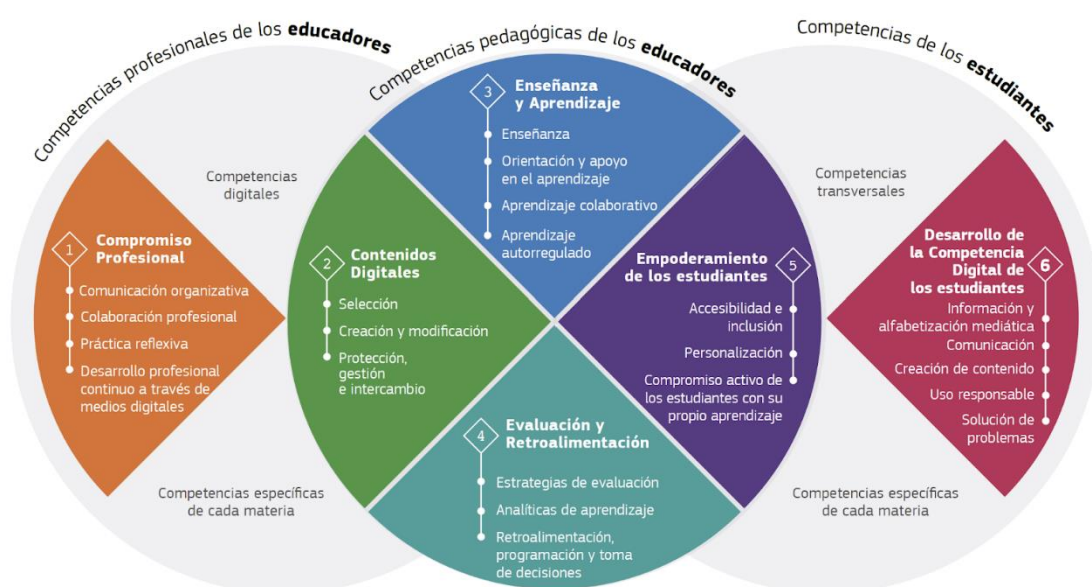 Competencias profesionales de los educadores
Competencias pedagógicas de los educadores
Competencias de los
estudiantes
Competencias
digitales
1
Compromiso
Profesional
Comunicación organizativa
Colaboración profesional
Práctica reflexiva
Desarrollo profesional
continuo a través de
medios digitales
Competencias específicas
de cada materia
2
Contenidos
Digitales
Selección
Creación y modificación
Protección,
gestión
e intercambio
3
Enseñanza
y Aprendizaje
Enseñanza
Orientación y apoyo
en el aprendizaje
Aprendizaje colaborativo
Aprendizaje
autorregulado
4
Evaluación y
Retroalimentación
Estrategias de evaluación
Analíticas de aprendizaje
Retroalimentación,
programación y toma
de decisiones
Empoderamiento
de los estudiantes
5
Accesibilidad e
inclusión
Personalización
Compromiso activo de
los estudiantes con su
propio aprendizaje
Competencias
transversales
Desarrollo de
la Competencia
Digital de
los estudiantes
6
Información y
alfabetización mediática
Comunicación
Creación de contenido
Uso responsable
Solución de
problemas
Competencias específicas
de cada materia